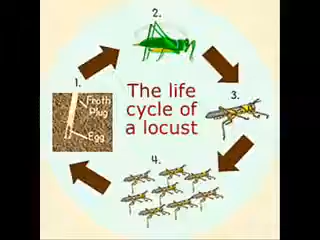 2.
1.
Froth
Plug
Egg
The life
cycle of
a locust
3.
4.